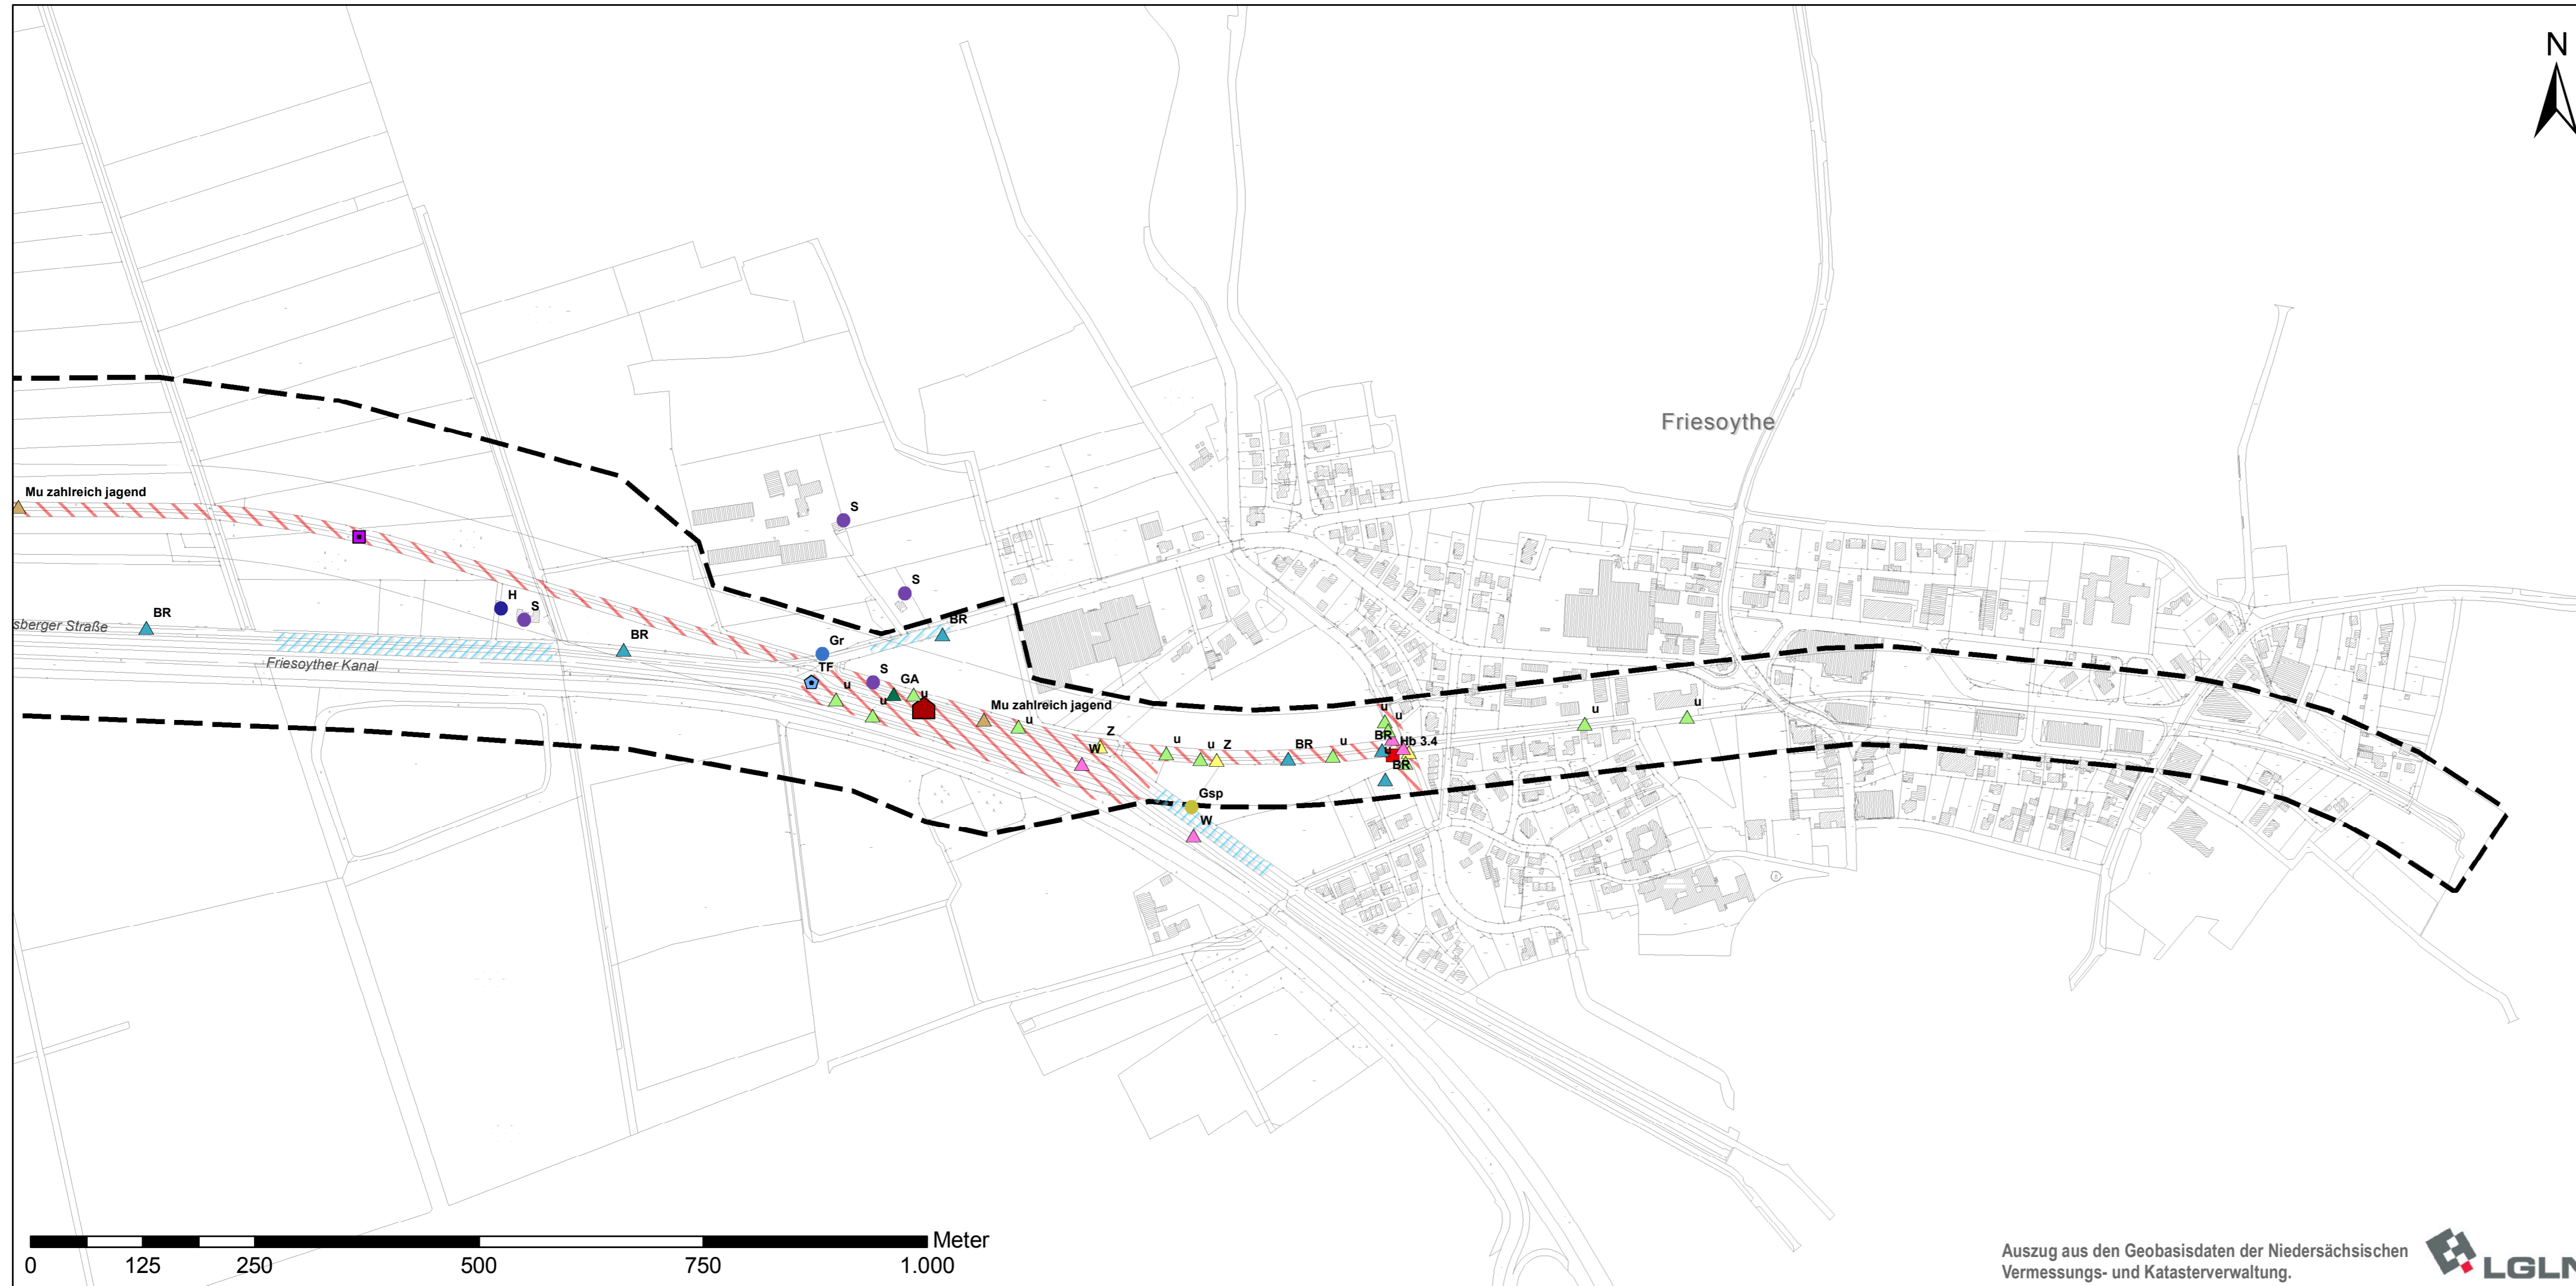 N
Friesoythe
Mu zahlreich jagend
S
S
H
S
BR
sberger Straße
BR
BR
Gr
Friesoyther Kanal
TF
S
GA
u
u
u
Mu zahlreich jagend
u
Z
W
u
u
Z
BR
u
u
u
BR
Hb 3.4
u
BR
u
u
Gsp
W
Meter
0
125
250
500
750
1.000
Auszug aus den Geobasisdaten der Niedersächsischen
Vermessungs- und Katasterverwaltung.
LGLN